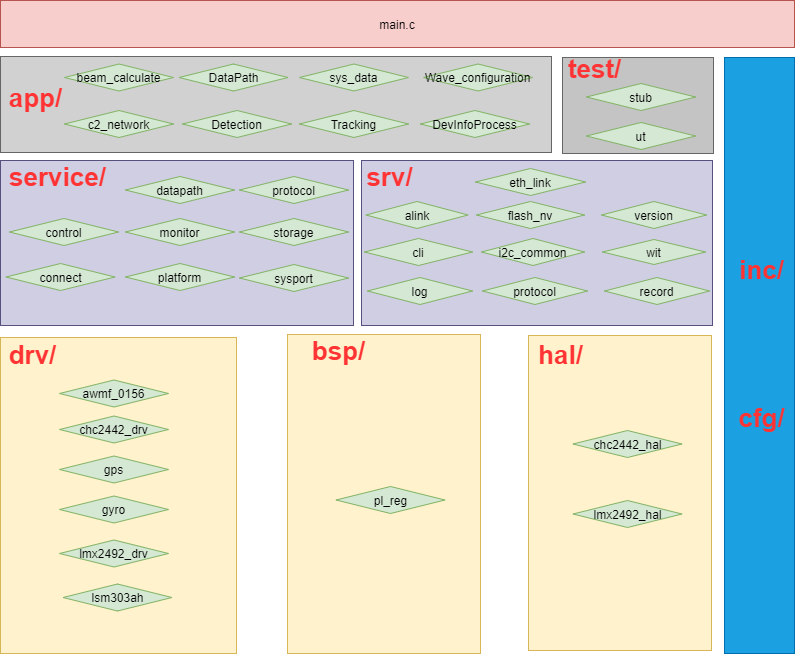 main.c
app/
beam_calculate
DataPath
sys_data
Wave_configuration
c2_network
Detection
Tracking
DevInfoProcess
test/
stub
ut
service/
datapath
protocol
control
monitor
storage
connect
platform
sysport
srv/
eth_link
alink
flash_nv
version
cli
i2c_common
wit
log
protocol
record
inc/
cfg/
drv/
awmf_0156
chc2442_drv
gps
gyro
lmx2492_drv
lsm303ah
bsp/
pl_reg
hal/
chc2442_hal
lmx2492_hal